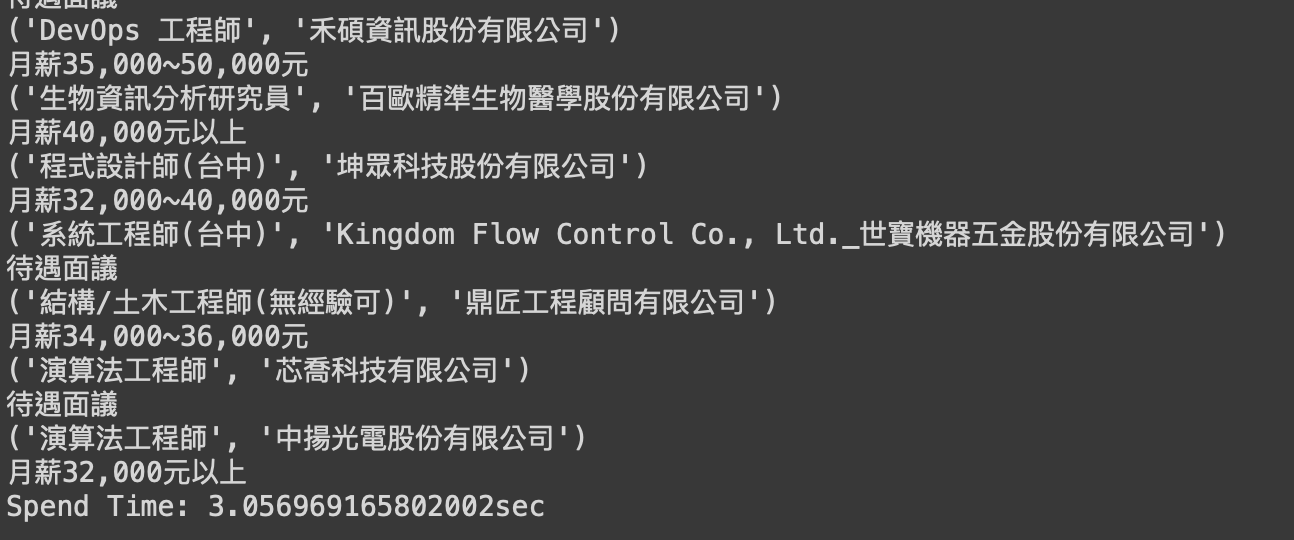 待遇面議
('DevOps 工程師', '禾碩資訊股份有限公司')
月薪35,000~50,000元
('生物資訊分析研究員', '百歐精準生物醫學股份有限公司')
月薪40,000元以上
('程式設計師(台中)', '坤眾科技股份有限公司')
月薪32,000~40,000元
('系統工程師(台中)', 'Kingdom Flow Control Co., Ltd._世寶機器五金股份有限公司')
待遇面議
('結構/土木工程師(無經驗可)', '鼎匠工程顧問有限公司')
月薪34,000~36,000元
('演算法工程師', '芯喬科技有限公司')
待遇面議
('演算法工程師', '中揚光電股份有限公司')
月薪32,000元以上
Spend Time: 3.056969165802002sec